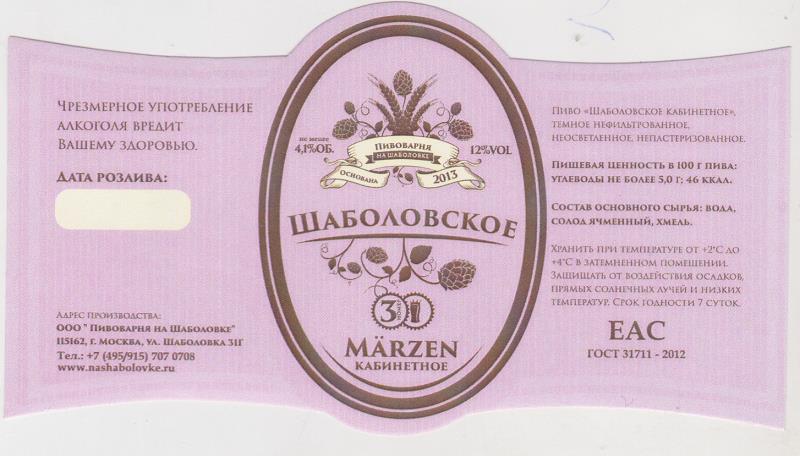 Чрезмерное употребление
алкоголя вредит
Вашему здоровью.
Дата розлива:
Адрес производства:
ООО " Пивоварня на Шаболовке"
115162, г. Москва, ул. Шаболовка 31Г
Тел.: +7 (495/915) 707 0708
www.nashabolovke.ru
не менее
4,1%ОБ.
12%VOL
Пивоварня
на Шаболовке
Основана
2013
Шаболовское
3
MÄRZEN
кабинетное
Пиво «Шаболовское кабинетное»,
темное нефильтрованное,
неосветленное, непастеризованное.
Пищевая ценность в 100 г пива:
углеводы не более 5,0 г; 46 ккал.
Состав основного сырья: вода,
солод ячменный, хмель.
Хранить при температуре от +2°С до
+4°С в затемненном помещении.
Защищать от воздействия осадков,
прямых солнечных лучей и низких
температур. Срок годности 7 суток.
ЕАС
ГОСТ 31711 - 2012